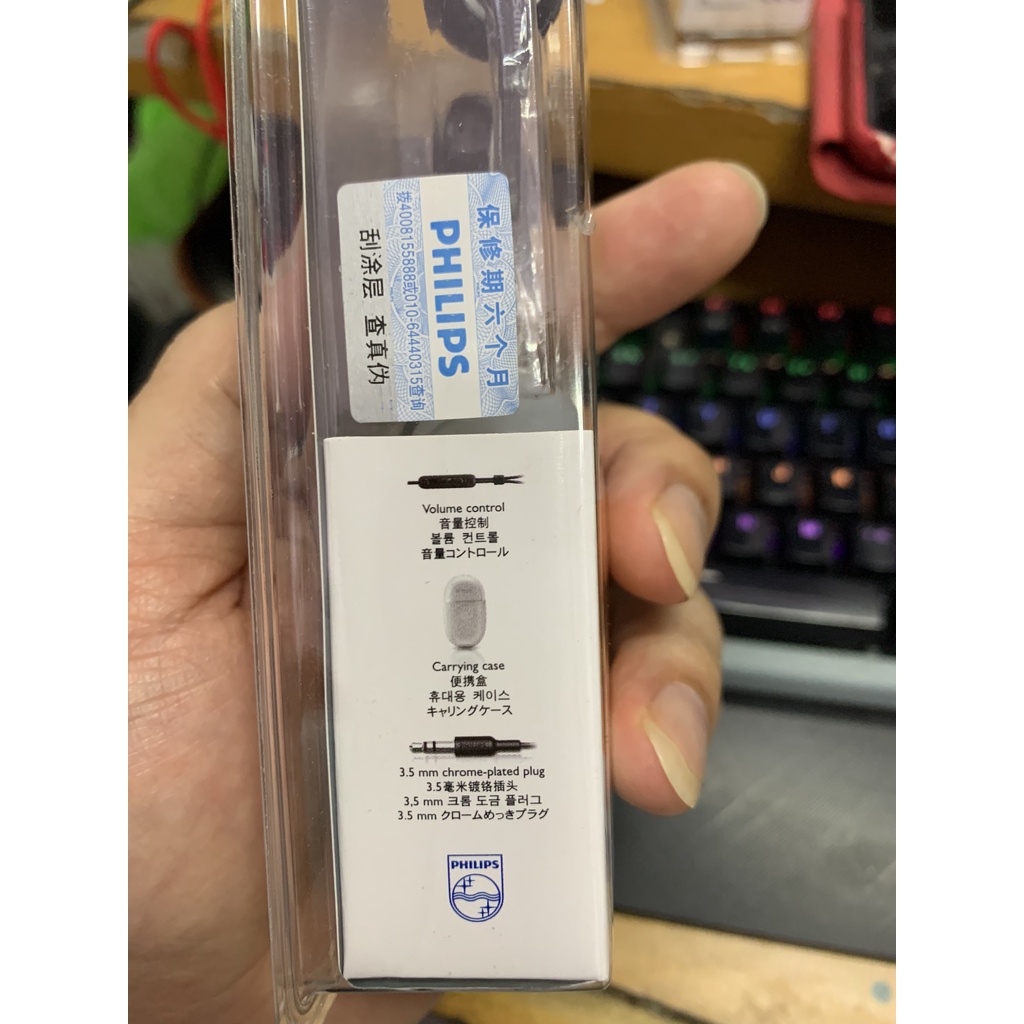 保修期六个月
PHILIPS
拨4008155888或010-64440315查询
刮涂层 查真伪
Volume control
音量控制
볼륨 컨트롤
音量コントロール
Carrying case
便携盒
휴대용 케이스
キャリングケース
3.5 mm chrome-plated plug
3.5毫米镀铬插头
3,5 mm 크롬 도금 플러그
3.5 mm クロームめっきプラグ
PHILIPS